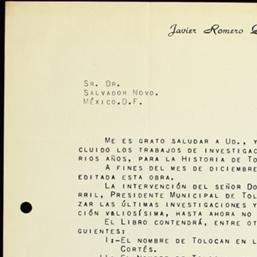 Javier Romero Q
SR. DR.
SALVADOR NOVO.
MÉXICO.D.F.
ME ES GRATO SALUDAR A UD., Y
CLUIDO LOS TRABAJOS DE INVESTIGAC
RIOS AÑOS, PARA LA HISTORIA DE TO
A FINES DEL MES DE DICIEMBRE
EDITADA ESTA OBRA.
LA INTERVENCIÓN DEL SEÑOR DO
RRIL, PRESIDENTE MUNICIPAL DE TOL
ZAR LAS ÚLTIMAS INVESTIGACIONES Y
CIÓN VALIOSÍSIMA, HASTA AHORA NO
EL LIBRO CONTENDRÁ, ENTRE OT
GUIENTES:
I:-EL NOMBRE DE TOLOCAN EN L
CORTÉS.